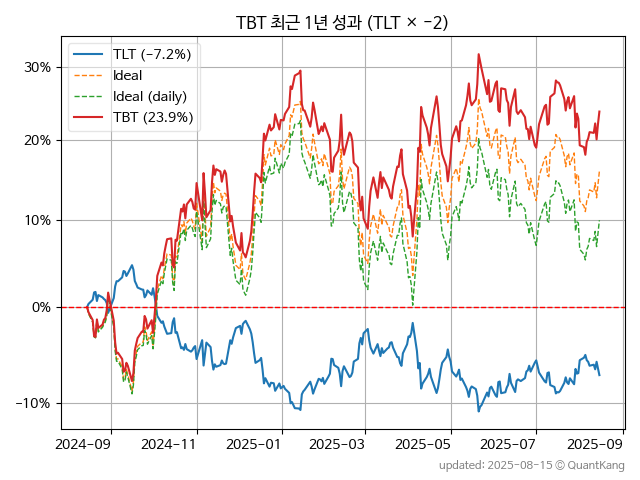 TBT 최근 1년 성과 (TLT × −2)
TLT (−7.2%)
Ideal
Ideal (daily)
TBT (23.9%)
30%
20%
10%
0%
−10%
2024-09 2024-11 2025-01 2025-03 2025-05 2025-07 2025-09
updated: 2025-08-15 © QuantKang